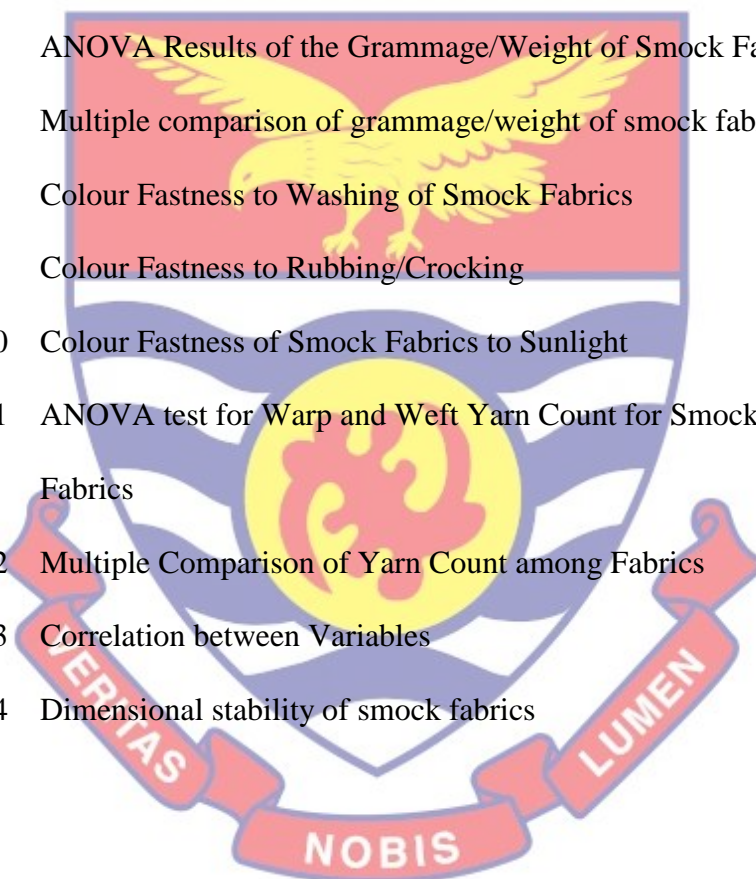 ANOVA Results of the Grammage/Weight of Smock
Multiple comparison of grammage/weight of smock
Colour Fastness to Washing of Smock Fabrics
Colour Fastness to Rubbing/Crocking
0 Colour Fastness of Smock Fabrics to Sunlight
1 ANOVA test for Warp and Weft Yarn Count for Smock
Fabrics
2 Multiple Comparison of Yarn Count among Fabrics
3 Correlation between Variables
4 Dimensional stability of smock fabrics
VERITAS
NOBIS
LUMEN